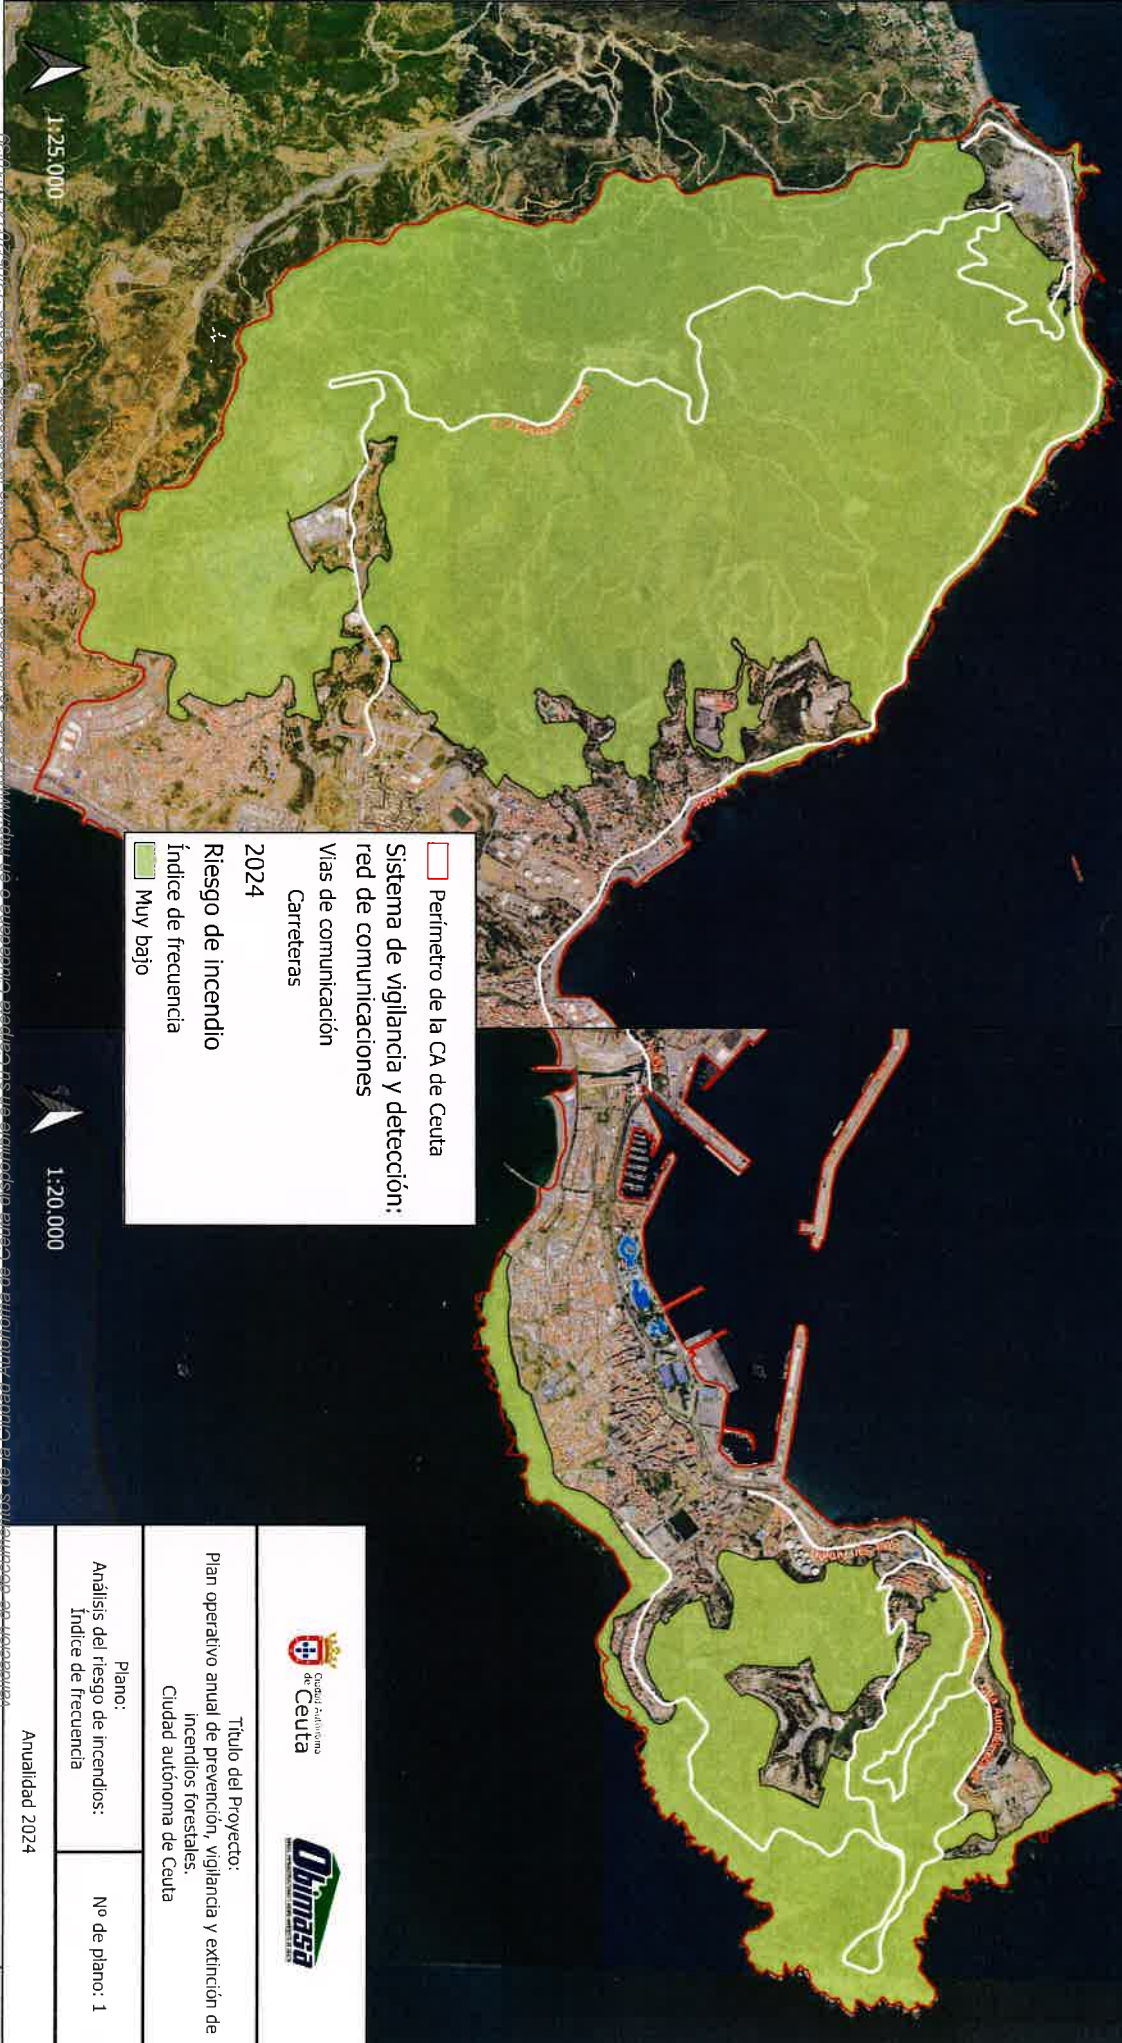 1:25.000
Perímetro de la CA de Ceuta
Sistema de vigilancia y detección:
red de comunicaciones
Vias de comunicación
Carreteras
2024
Riesgo de incendio
Índice de frecuencia
Muy bajo
1:20.000
Ciudad Autónoma
de Ceuta
Obimasa
Título del Proyecto:
Plan operativo anual de prevención, vigilancia y extinción de
incendios forestales.
Ciudad autónoma de Ceuta
Plano:
Análisis del riesgo de incendios:
Índice de frecuencia
Nº de plano: 1
Anualidad 2024